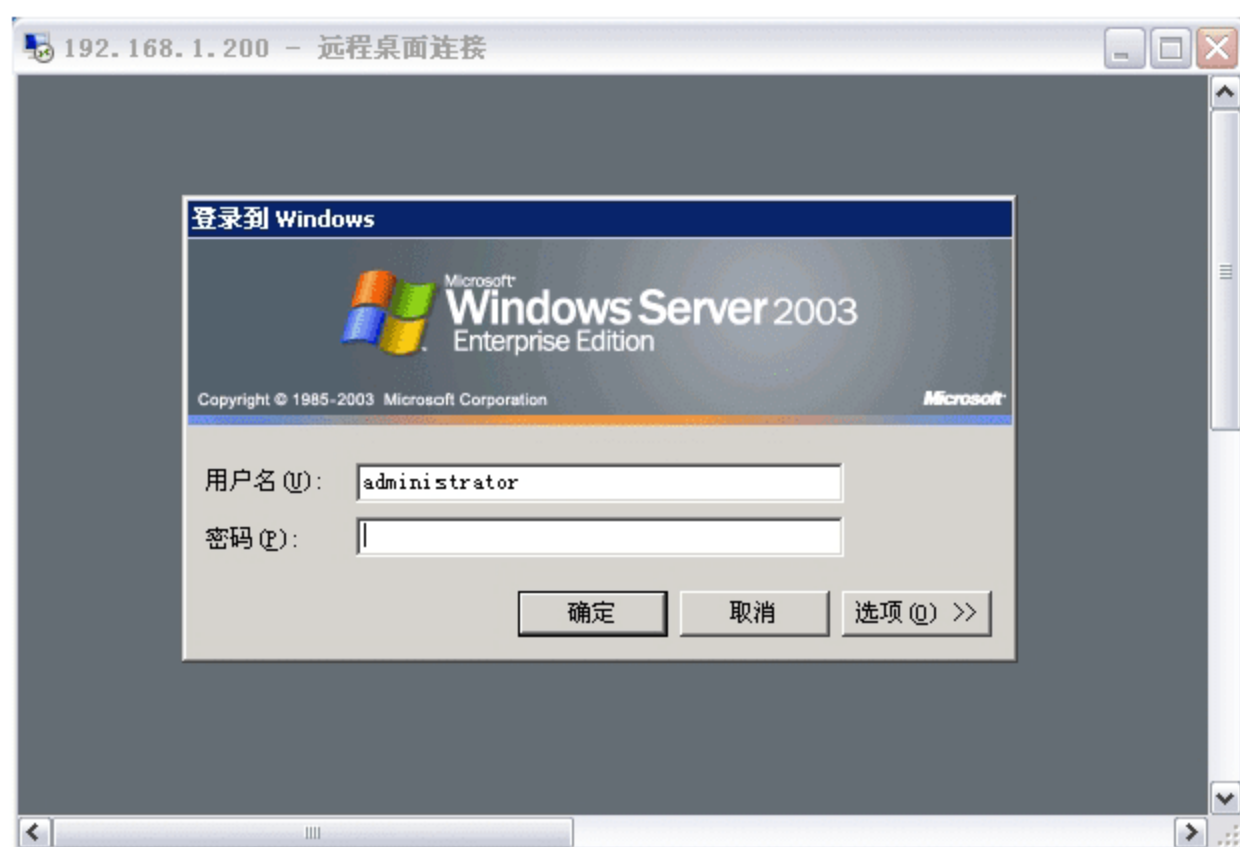 192.168.1.200 - 远程桌面连接
登录到 Windows
Microsoft
Windows Server 2003
Enterprise Edition
Copyright © 1985-2003 Microsoft Corporation Microsoft
用户名(U): administrator
密码(P):
确定 取消 选项(O) >>